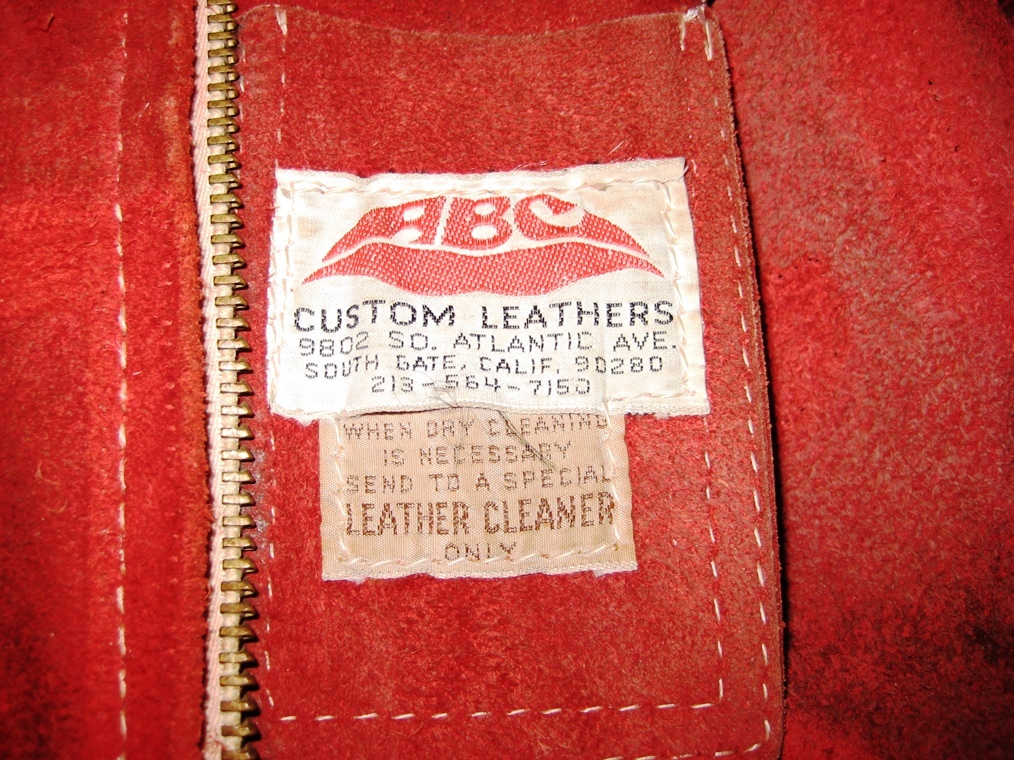 ABC
CUSTOM LEATHERS
9802 SO. ATLANTIC AVE.
SOUTH GATE, CALIF. 90280
213-564-7150
WHEN DRY CLEANING
IS NECESSARY
SEND TO A SPECIAL
LEATHER CLEANER
ONLY